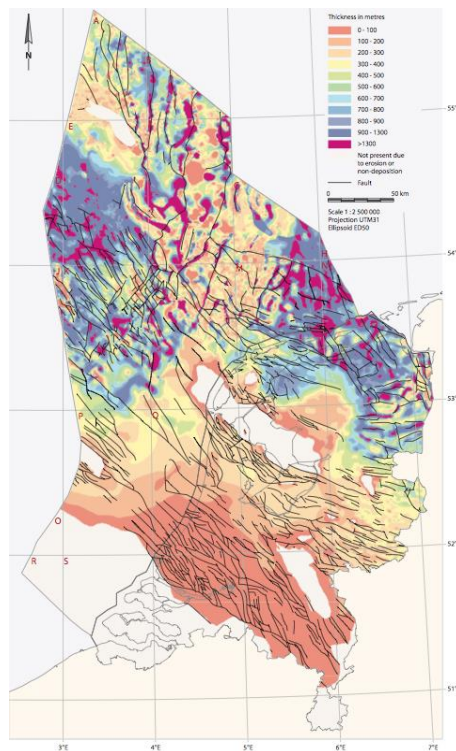 Thickness in metres
0 - 100
100 - 200
200 - 300
300 - 400
400 - 500
500 - 600
600 - 700
700 - 800
800 - 900
900 - 1300
>1300
Not present due
to erosion or
non-deposition
Fault
0 50 km
Scale 1 : 2 500 000
Projection UTM31
Ellipsoid ED50
N
A
E
55°
54°
H
P
Q
53°
O
52°
R S
51°
3°E 4°E 5°E 6°E 7°E